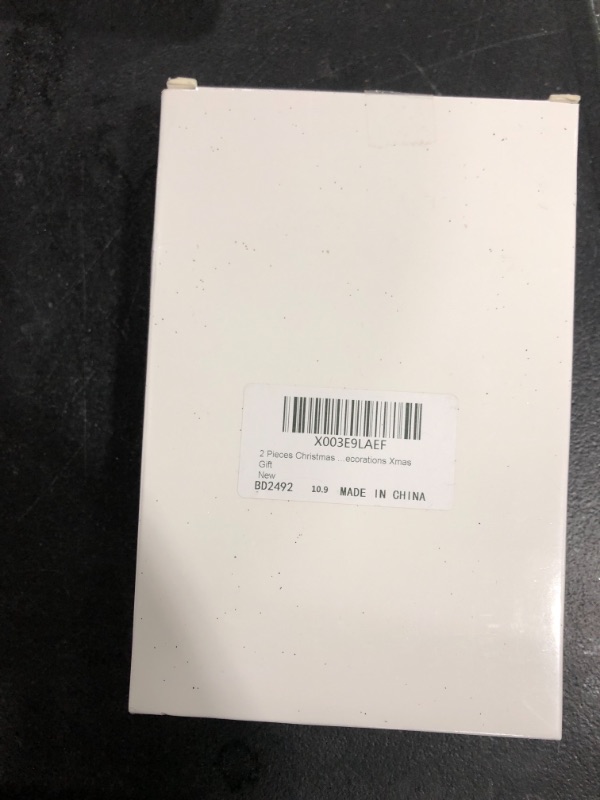 X003E9LAEF
2 Pieces Christmas ...ecorations Xmas
Gift
New
BD2492 10.9 MADE IN CHINA